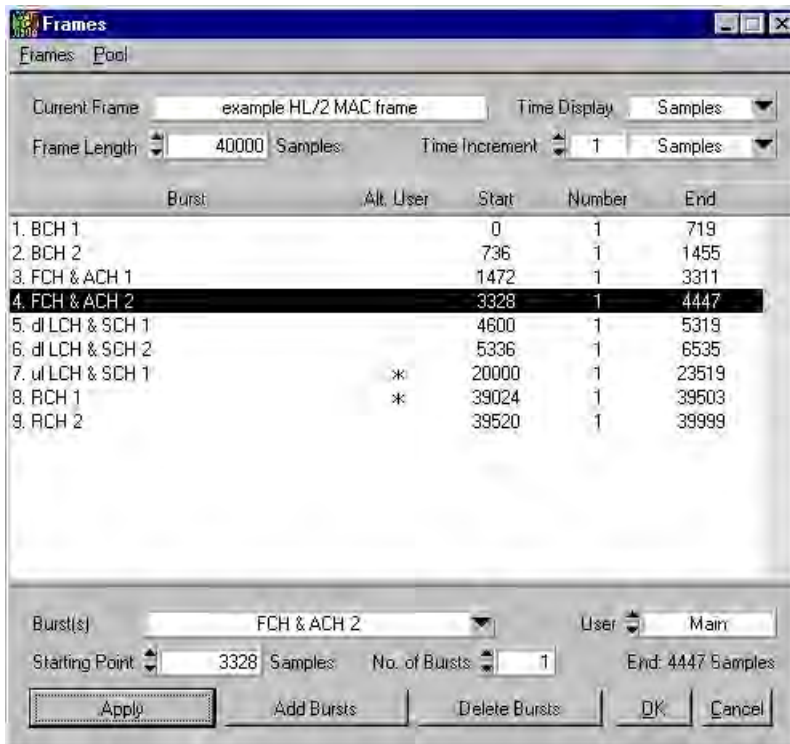 Frames
Frames Pool
Current Frame example HL/2 MAC frame Time Display Samples
Frame Length 40000 Samples Time Increment 1 Samples
Burst Alt. User Start Number End
1. BCH 1 0 1 719
2. BCH 2 736 1 1455
3. FCH & ACH 1 1472 1 3311
4. FCH & ACH 2 3328 1 4447
5. dl LCH & SCH 1 4600 1 5319
6. dl LCH & SCH 2 5336 1 6535
7. ul LCH & SCH 1 * 20000 1 23519
8. RCH 1 * 39024 1 39503
9. RCH 2 39520 1 39999
Burst(s) FCH & ACH 2 User Main
Starting Point 3328 Samples No. of Bursts 1 End: 4447 Samples
Apply Add Bursts Delete Bursts OK Cancel